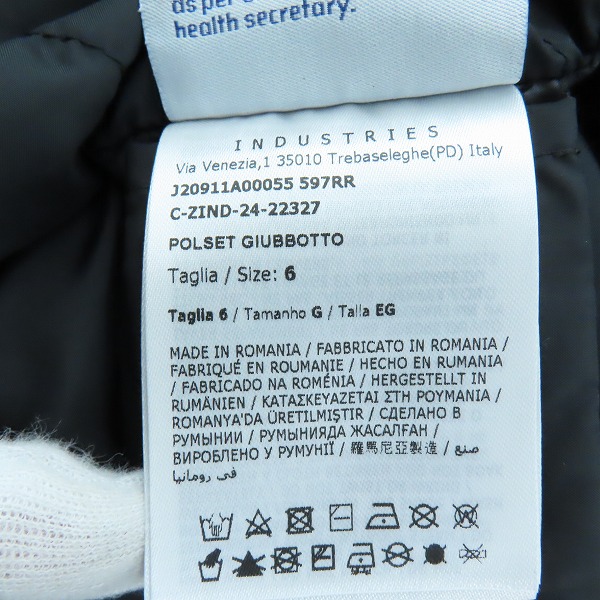 as per
health secretary.
INDUSTRIES
Via Venezia,1 35010 Trebaseleghe(PD) Italy
J20911A00055 597RR
C-ZIND-24-22327
POLSET GIUBBOTTO
Taglia / Size: 6
Taglia 6 / Tamanho G / Talla EG
MADE IN ROMANIA / FABBRICATO IN ROMANIA /
FABRIQUÉ EN ROUMANIE / HECHO EN RUMANIA
/ FABRICADO NA ROMÉNIA / HERGESTELLT IN
RUMÄNIEN / ΚΑΤΑΣΚΕΥΑΖΕΤΑΙ ΣΤΗ ΡΟΥΜΑΝΙΑ /
ROMANYA'DA ÜRETILMIŞTIR / СДЕЛАНО В
РУМЫНИИ / РУМЫНИЯДА ЖАСАЛҒАН /
ВИРОБЛЕНО У РУМУНІЇ / 羅馬尼亞製造 / صنع
في رومانيا